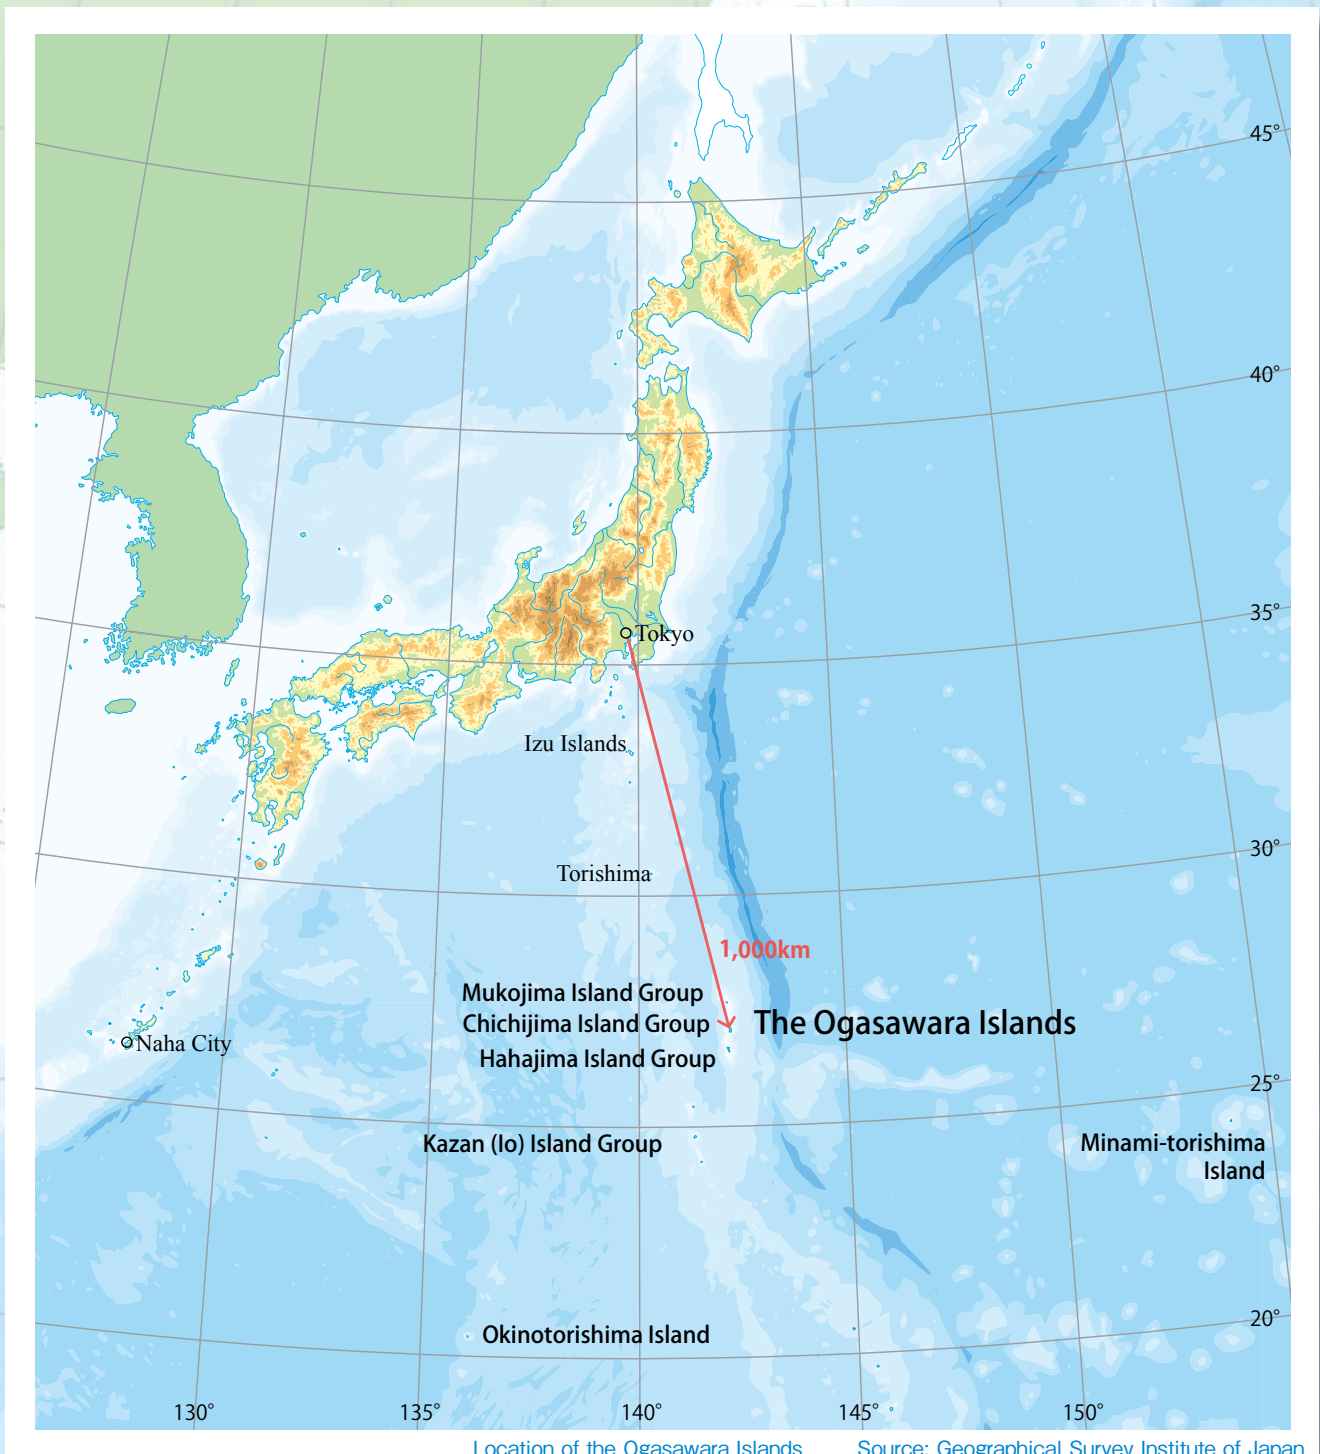 45°
40°
35°
Tokyo
Izu Islands
30°
Torishima
1,000km
Mukojima Island Group
Chichijima Island Group
The Ogasawara Islands
Hahajima Island Group
Naha City
25°
Kazan (Io) Island Group
Minami-torishima
Island
20°
Okinotorishima Island
130°
135°
140°
145°
150°
Location of the Ogasawara Islands
Source: Geographical Survey Institute of Japan